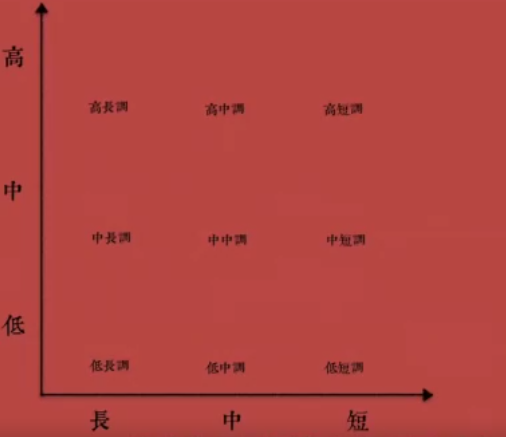 高
高長調 高中調 高短調
中
中長調 中中調 中短調
低
低長調 低中調 低短調
長 中 短